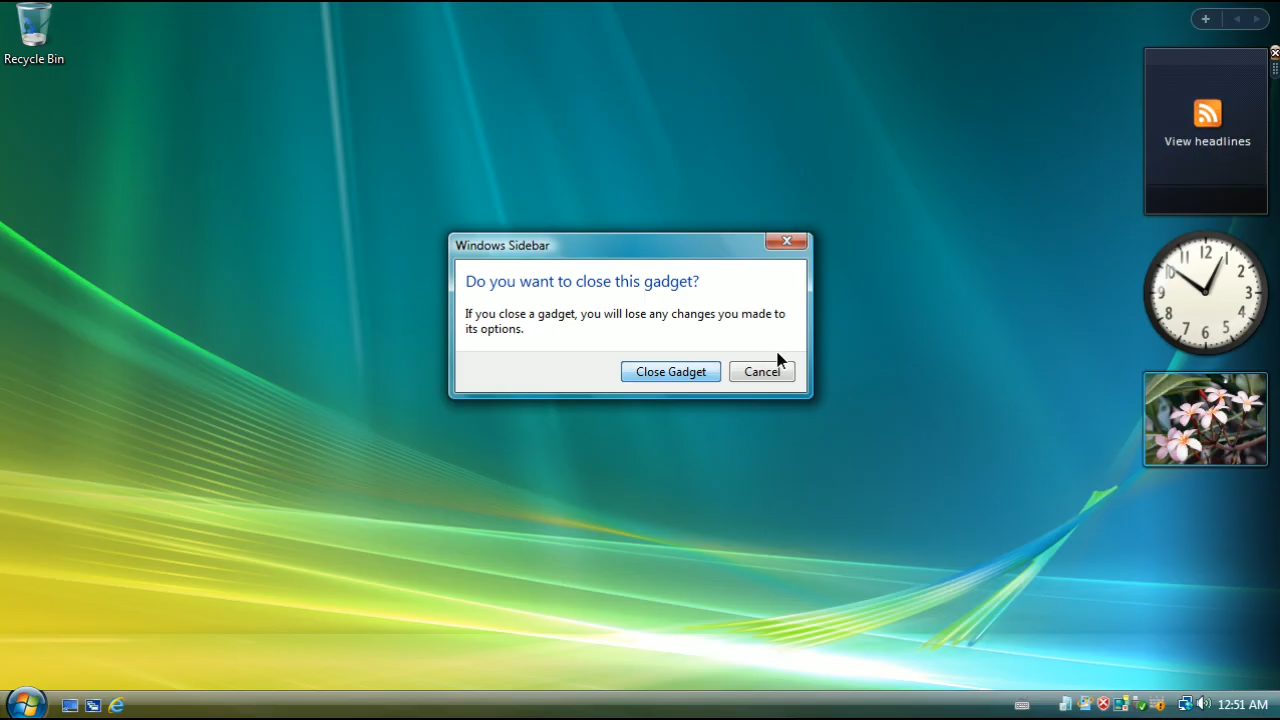 Recycle Bin
View headlines
12
11
1
10
2
9
3
8
4
7
5
6
Windows Sidebar
Do you want to close this gadget?
If you close a gadget, you will lose any changes you made to
its options.
Close Gadget
Cancel
12:51 AM